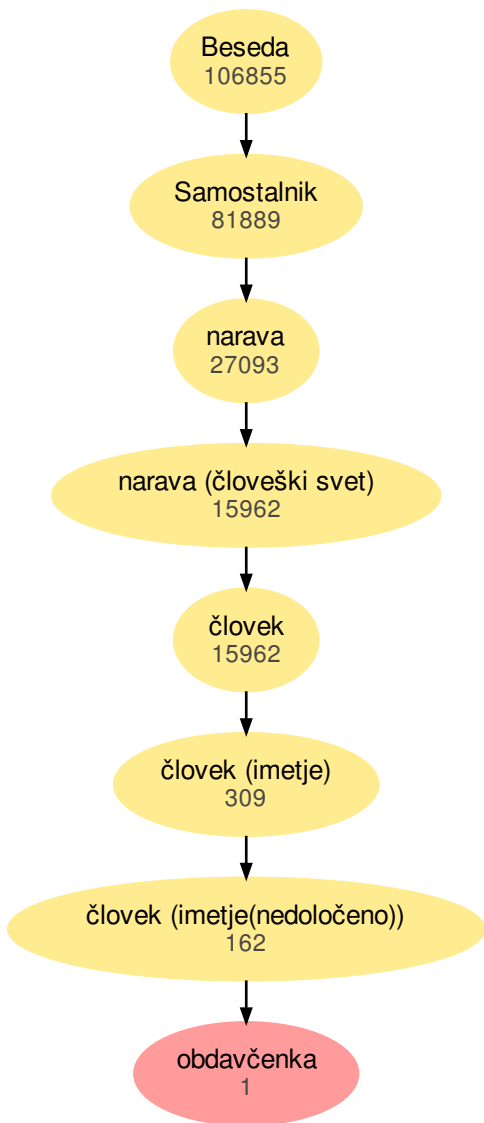 Beseda
106855
Samostalnik
81889
narava
27093
narava (človeški svet)
15962
človek
15962
človek (imetje)
309
človek (imetje(nedoločeno))
162
obdavčenka
1